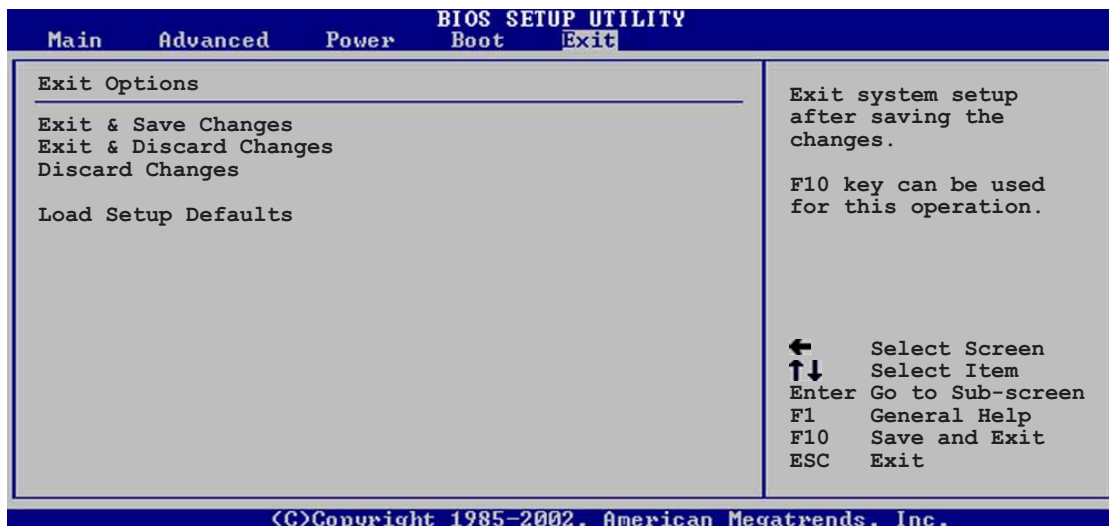 BIOS SETUP UTILITY
Main Advanced Power Boot Exit
Exit Options
Exit & Save Changes
Exit & Discard Changes
Discard Changes
Load Setup Defaults
Exit system setup
after saving the
changes.
F10 key can be used
for this operation.
← Select Screen
↑↓ Select Item
Enter Go to Sub-screen
F1 General Help
F10 Save and Exit
ESC Exit
(C)Copyright 1985-2002, American Megatrends, Inc.